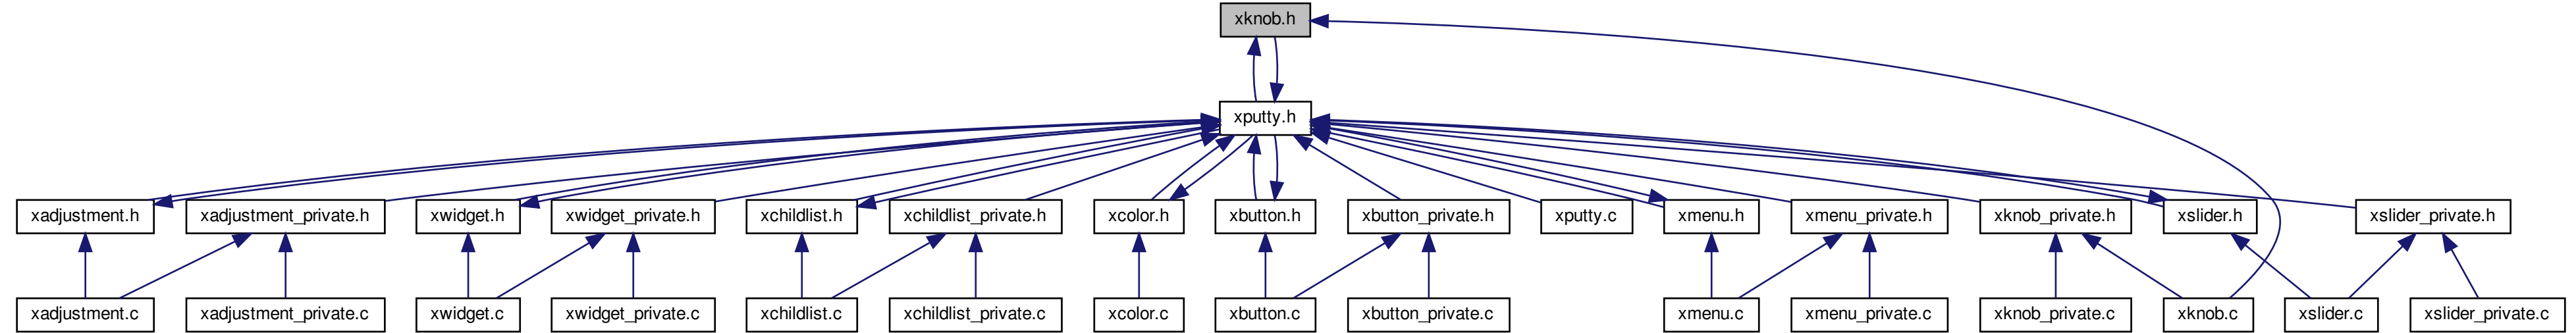 xknob.h
xputty.h
xadjustment.h xadjustment_private.h xwidget.h xwidget_private.h xchildlist.h xchildlist_private.h xcolor.h xbutton.h xbutton_private.h xputty.c xmenu.h xmenu_private.h xknob_private.h xslider.h xslider_private.h
xadjustment.c xadjustment_private.c xwidget.c xwidget_private.c xchildlist.c xchildlist_private.c xcolor.c xbutton.c xbutton_private.c xmenu.c xmenu_private.c xknob_private.c xknob.c xslider.c xslider_private.c